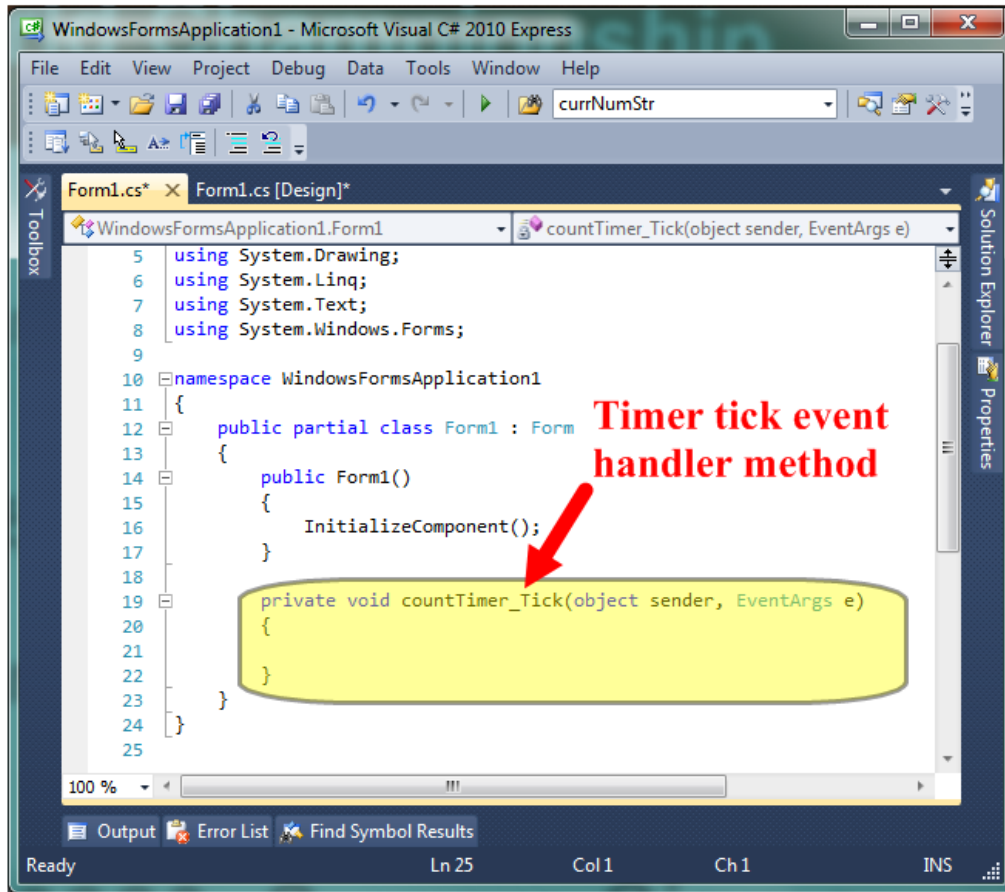 WindowsFormsApplication1 - Microsoft Visual C# 2010 Express
File Edit View Project Debug Data Tools Window Help
currNumStr
Form1.cs* Form1.cs [Design]*
WindowsFormsApplication1.Form1 countTimer_Tick(object sender, EventArgs e)
Toolbox
Solution Explorer
Properties
5 using System.Drawing;
6 using System.Linq;
7 using System.Text;
8 using System.Windows.Forms;
9
10 namespace WindowsFormsApplication1
11 {
12 public partial class Form1 : Form
13 {
14 public Form1()
15 {
16 InitializeComponent();
17 }
18
19 private void countTimer_Tick(object sender, EventArgs e)
20 {
21
22 }
23 }
24 }
25
Timer tick event
handler method
100 %
Output Error List Find Symbol Results
Ready Ln 25 Col 1 Ch 1 INS